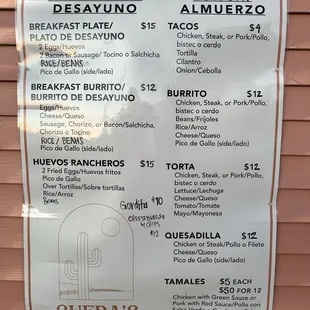 DESAYUNO
BREAKFAST PLATE/ $15
PLATO DE DESAYUNO
2 Eggs/Huevos
2 Bacon or Sausage/ Tocino o Salchicha
RICE/BEANS
Pico de Gallo (side/lado)
BREAKFAST BURRITO/ $12
BURRITO DE DESAYUNO
Eggs/Huevos
Cheese/Queso
Sausage, Chorizo, or Bacon/Salchicha,
Chorizo o Tocino
RICE/BEANS
Pico de Gallo (side/lado)
HUEVOS RANCHEROS $15
2 Fried Eggs/Huevos fritos
Pico de Gallo
Over Tortillas/Sobre tortillas
Rice/Arroz
Beans
Gordita $10
CHEESEBURGER
$12
ALMUERZO
TACOS $4
Chicken, Steak, or Pork/Pollo,
bistec o cerdo
Tortilla
Cilantro
Onion/Cebolla
BURRITO $12
Chicken, Steak, or Pork/Pollo,
bistec o cerdo
Beans/Frijoles
Rice/Arroz
Cheese/Queso
Pico de Gallo (side/lado)
TORTA $12
Chicken, Steak, or Pork/Pollo,
bistec o cerdo
Lettuce/Lechuga
Cheese/Queso
Tomato/Tomate
Mayo/Mayonesa
QUESADILLA $12
Chicken or Steak/Pollo o Filete
Cheese/Queso
Pico de Gallo (side/lado)
TAMALES $5 EACH
$50 FOR 12
Chicken with Green Sauce or
Pork with Red Sauce/Pollo con